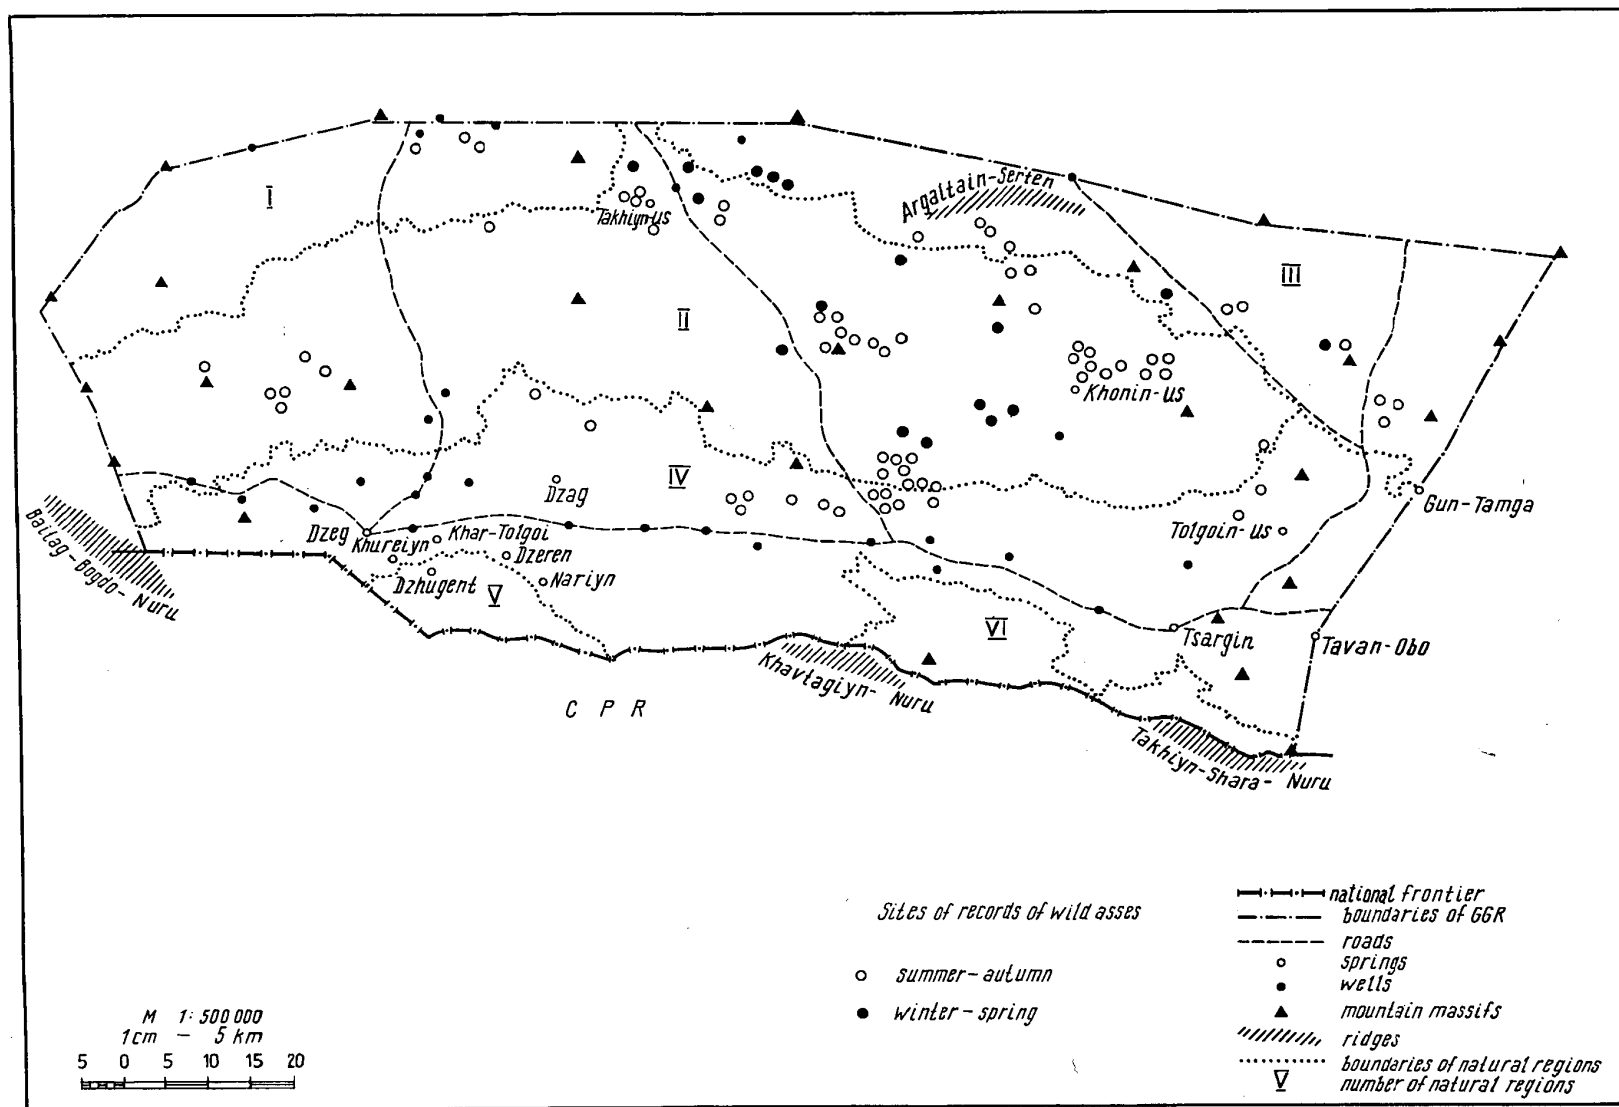 I
Takhiyn-us
Argaltain-Serten
III
II
Khonin-us
IV
Dzag
Gun-Tamga
Tolgoin-us
Bailag-Bogdo-Nuru
Dzeg
Khureiyn
Khar-Tolgoi
Dzeren
Dzhugent
V
Nariyn
VI
Tsargin
Tavan-Obo
Khavtagiyn-Nuru
C P R
Takhiyn-Shara-Nuru
Sites of records of wild asses
summer-autumn
winter-spring
national frontier
boundaries of GGR
roads
springs
wells
mountain massifs
ridges
boundaries of natural regions
V number of natural regions
M 1:500 000
1cm - 5 km
5 0 5 10 15 20